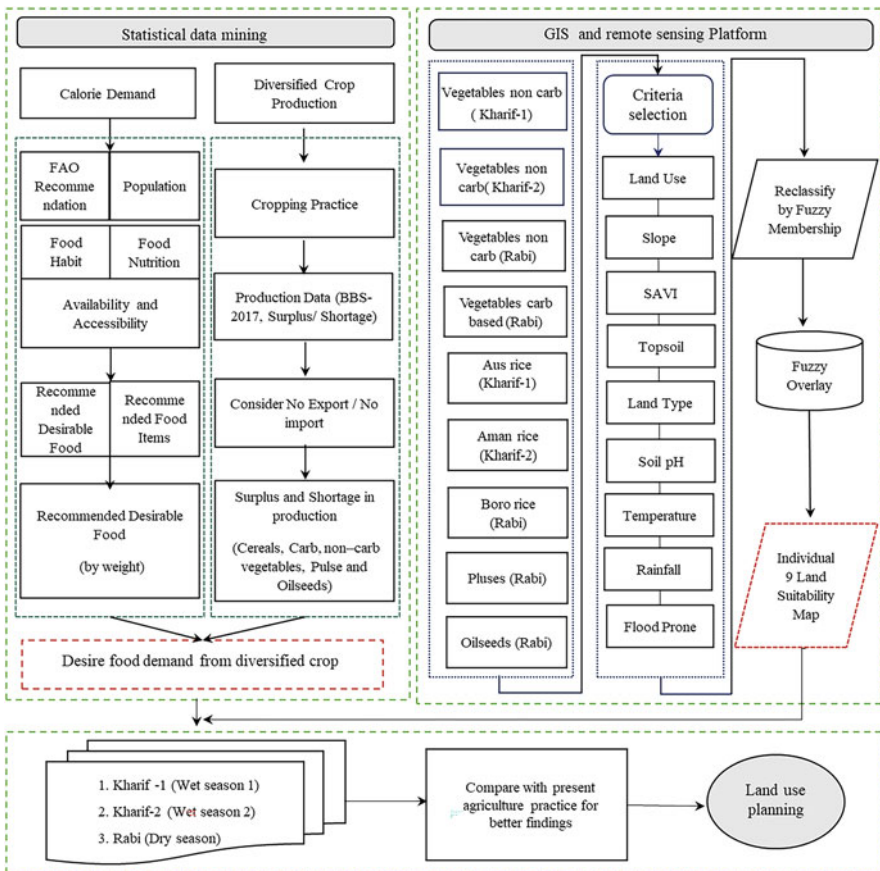 Statistical data mining
Calorie Demand
Diversified Crop
Production
FAO
Recomme
ndation
Population
Food
Habit
Food
Nutrition
Availability and
Accessibility
Recomme
nded
Desirable
Food
Recomme
nded Food
Items
Recommended Desirable
Food
(by weight)
Cropping Practice
Production Data (BBS-
2017, Surplus/ Shortage)
Consider No Export / No
import
Surplus and Shortage in
production
(Cereals, Carb, non–carb
vegetables, Pulse and
Oilseeds)
Desire food demand from diversified crop
GIS and remote sensing Platform
Vegetables non carb
( Kharif-1)
Vegetables non
carb( Kharif-2)
Vegetables non
carb (Rabi)
Vegetables carb
based (Rabi)
Aus rice
(Kharif-1)
Aman rice
(Kharif-2)
Boro rice
(Rabi)
Pluses (Rabi)
Oilseeds (Rabi)
Criteria
selection
Land Use
Slope
SAVI
Topsoil
Land Type
Soil pH
Temperature
Rainfall
Flood Prone
Reclassify
by Fuzzy
Membership
Fuzzy
Overlay
Individual
9 Land
Suitability
Map
1. Kharif -1 (Wet season 1)
2. Kharif-2 (Wet season 2)
3. Rabi (Dry season)
Compare with present
agriculture practice for
better findings
Land use
planning